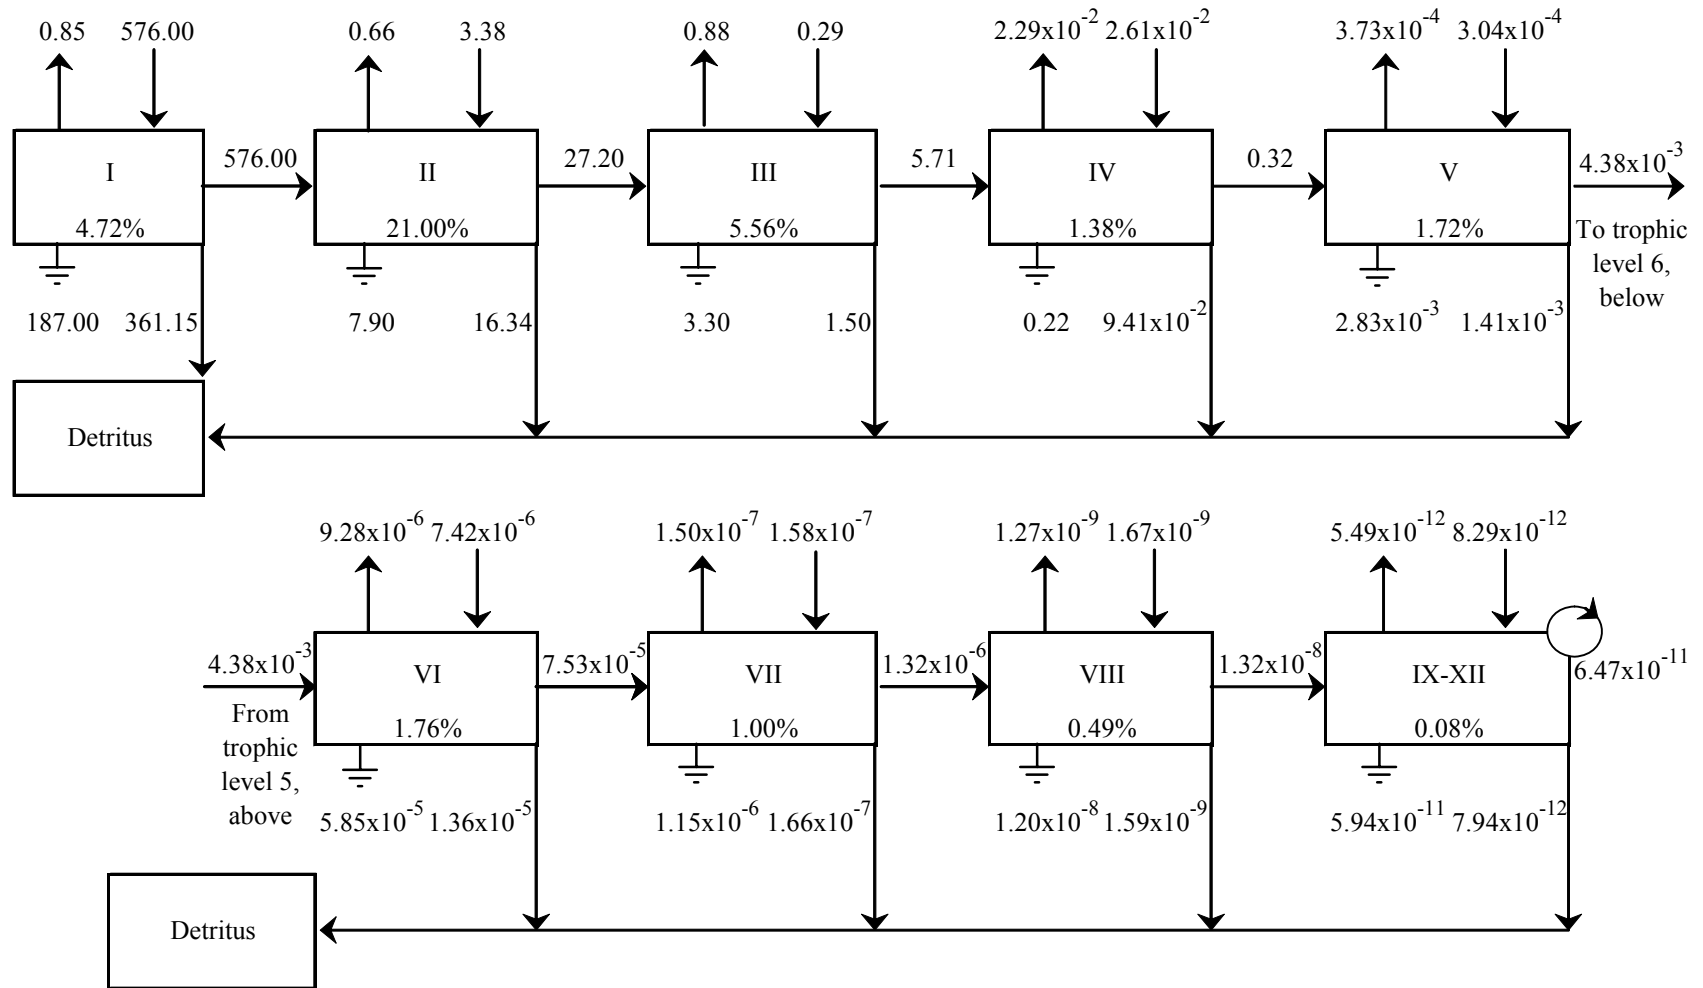 0.85 576.00 0.66 3.38 0.88 0.29 2.29x10^-2 2.61x10^-2 3.73x10^-4 3.04x10^-4
576.00 27.20 5.71 0.32 4.38x10^-3
I II III IV V
4.72% 21.00% 5.56% 1.38% 1.72%
To trophic
level 6,
below
187.00 361.15 7.90 16.34 3.30 1.50 0.22 9.41x10^-2 2.83x10^-3 1.41x10^-3
Detritus
9.28x10^-6 7.42x10^-6 1.50x10^-7 1.58x10^-7 1.27x10^-9 1.67x10^-9 5.49x10^-12 8.29x10^-12
4.38x10^-3 7.53x10^-5 1.32x10^-6 1.32x10^-8 6.47x10^-11
VI VII VIII IX-XII
From
trophic
level 5,
above
1.76% 1.00% 0.49% 0.08%
5.85x10^-5 1.36x10^-5 1.15x10^-6 1.66x10^-7 1.20x10^-8 1.59x10^-9 5.94x10^-11 7.94x10^-12
Detritus